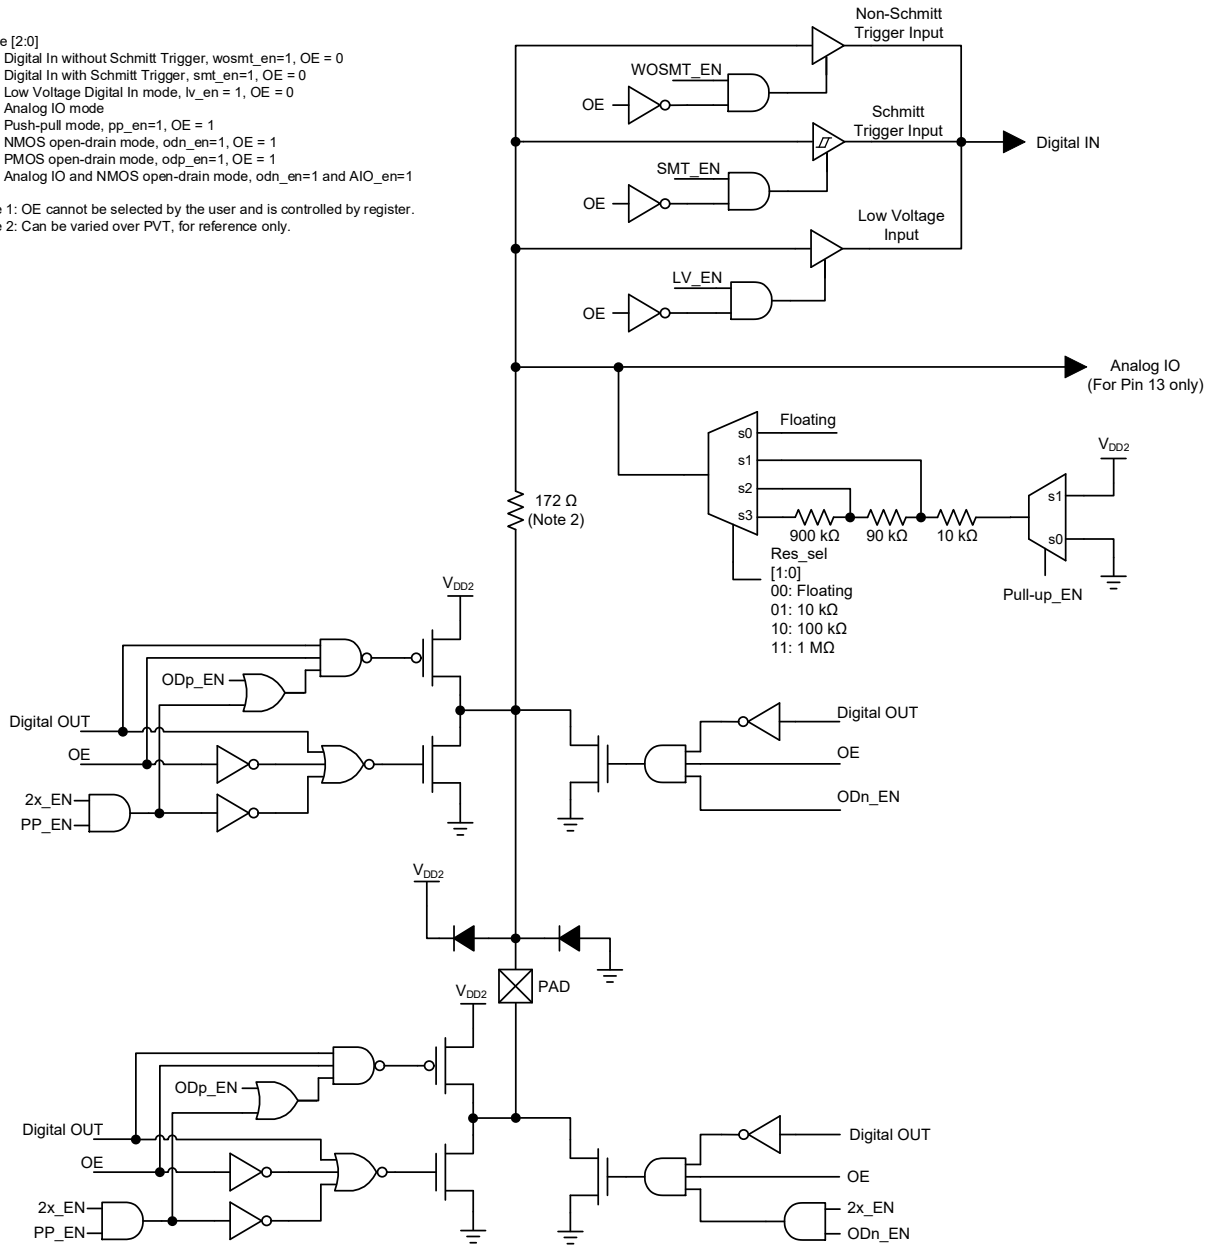 e [2:0]
Digital In without Schmitt Trigger, wosmt_en=1, OE = 0
Digital In with Schmitt Trigger, smt_en=1, OE = 0
Low Voltage Digital In mode, lv_en = 1, OE = 0
Analog IO mode
Push-pull mode, pp_en=1, OE = 1
NMOS open-drain mode, odn_en=1, OE = 1
PMOS open-drain mode, odp_en=1, OE = 1
Analog IO and NMOS open-drain mode, odn_en=1 and AIO_en=1
e 1: OE cannot be selected by the user and is controlled by register.
e 2: Can be varied over PVT, for reference only.
Non-Schmitt
Trigger Input
WOSMT_EN
OE
Schmitt
Trigger Input
Digital IN
SMT_EN
OE
Low Voltage
Input
LV_EN
OE
Analog IO
(For Pin 13 only)
Floating
s0
s1
s2
s3
VDD2
s1
s0
172 Ω
(Note 2)
900 kΩ
90 kΩ
10 kΩ
Res_sel
[1:0]
00: Floating
01: 10 kΩ
10: 100 kΩ
11: 1 MΩ
Pull-up_EN
VDD2
ODp_EN
Digital OUT
OE
2x_EN
PP_EN
Digital OUT
OE
ODn_EN
VDD2
PAD
VDD2
ODp_EN
Digital OUT
OE
2x_EN
PP_EN
Digital OUT
OE
2x_EN
ODn_EN